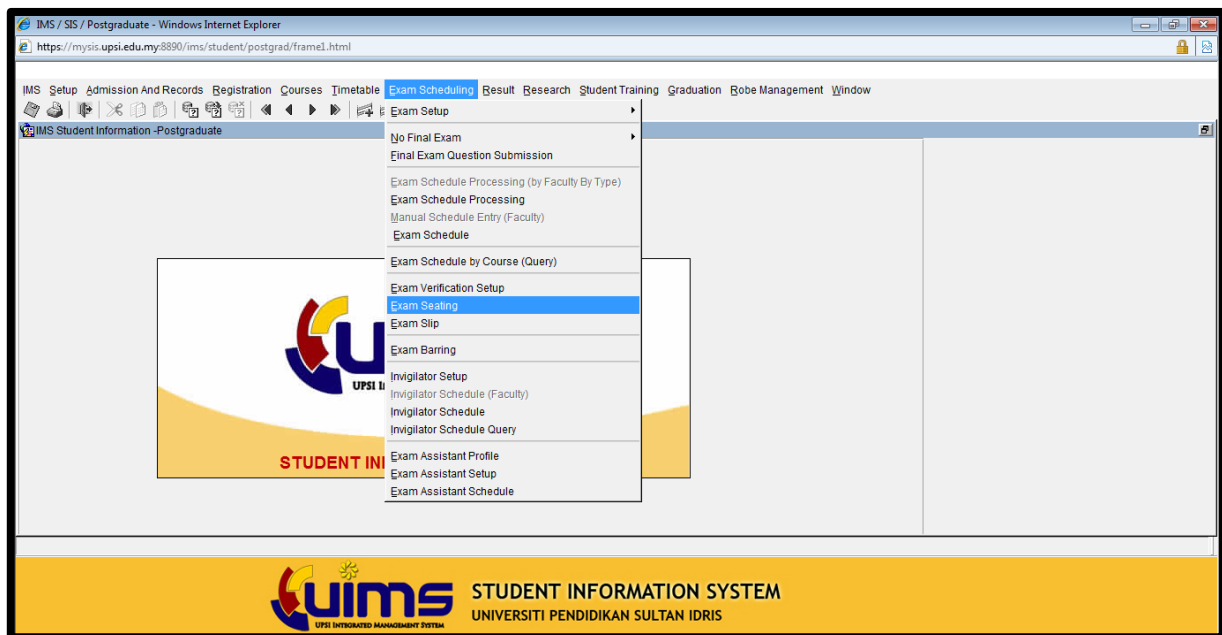 IMS / SIS / Postgraduate - Windows Internet Explorer
https://mysis.upsi.edu.my:8890/ims/student/postgrad/frame1.html
IMS Setup Admission And Records Registration Courses Timetable Exam Scheduling Result Research Student Training Graduation Robe Management Window
IMS Student Information -Postgraduate
Exam Setup
No Final Exam
Final Exam Question Submission
Exam Schedule Processing (by Faculty By Type)
Exam Schedule Processing
Manual Schedule Entry (Faculty)
Exam Schedule
Exam Schedule by Course (Query)
Exam Verification Setup
Exam Seating
Exam Slip
Exam Barring
Invigilator Setup
Invigilator Schedule (Faculty)
Invigilator Schedule
Invigilator Schedule Query
Exam Assistant Profile
Exam Assistant Setup
Exam Assistant Schedule
UPSI
STUDENT
uims
UPSI INTEGRATED MANAGEMENT SYSTEM
STUDENT INFORMATION SYSTEM
UNIVERSITI PENDIDIKAN SULTAN IDRIS